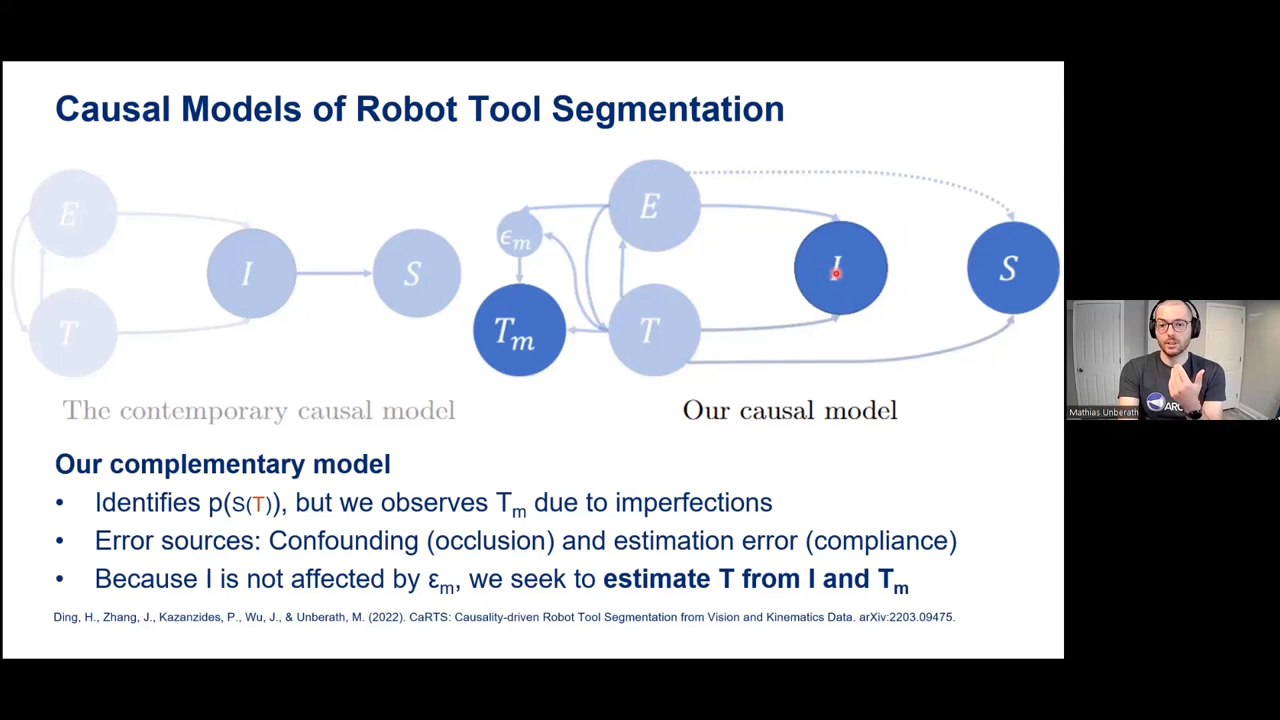 Causal Models of Robot Tool Segmentation
E
T
I
S
The contemporary causal model
E
ϵm
Tm
T
I
S
Our causal model
Our complementary model
• Identifies p(S(T)), but we observes Tm due to imperfections
• Error sources: Confounding (occlusion) and estimation error (compliance)
• Because I is not affected by εm, we seek to estimate T from I and Tm
Ding, H., Zhang, J., Kazanzides, P., Wu, J., & Unberath, M. (2022). CaRTS: Causality-driven Robot Tool Segmentation from Vision and Kinematics Data. arXiv:2203.09475.
Mathias Unberath